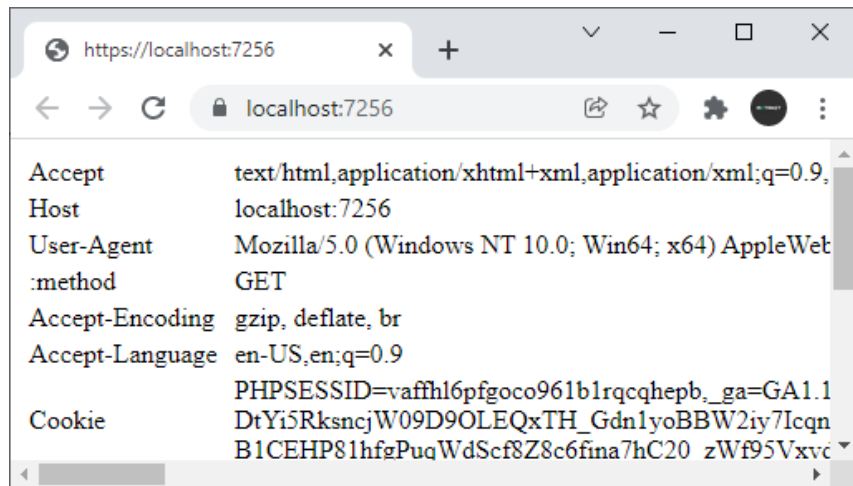 https://localhost:7256
localhost:7256
Accept text/html,application/xhtml+xml,application/xml;q=0.9,
Host localhost:7256
User-Agent Mozilla/5.0 (Windows NT 10.0; Win64; x64) AppleWeb
:method GET
Accept-Encoding gzip, deflate, br
Accept-Language en-US,en;q=0.9
PHPSESSID=vaffhl6pfgoco961b1rqcqhepb,_ga=GA1.1
Cookie DtYi5RksncjW09D9OLEQxTH_Gdn1yoBBW2iy7Icqn
B1CEHP81hfgPuqWdScf8Z8c6fina7hC20_zWf95Vxvd